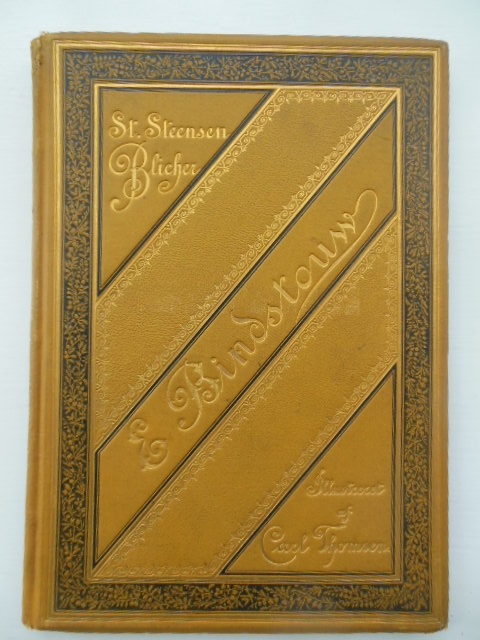 St. Steensen
Blicher
E Bindstouw
Illustreret
af
Carl Thomsen.